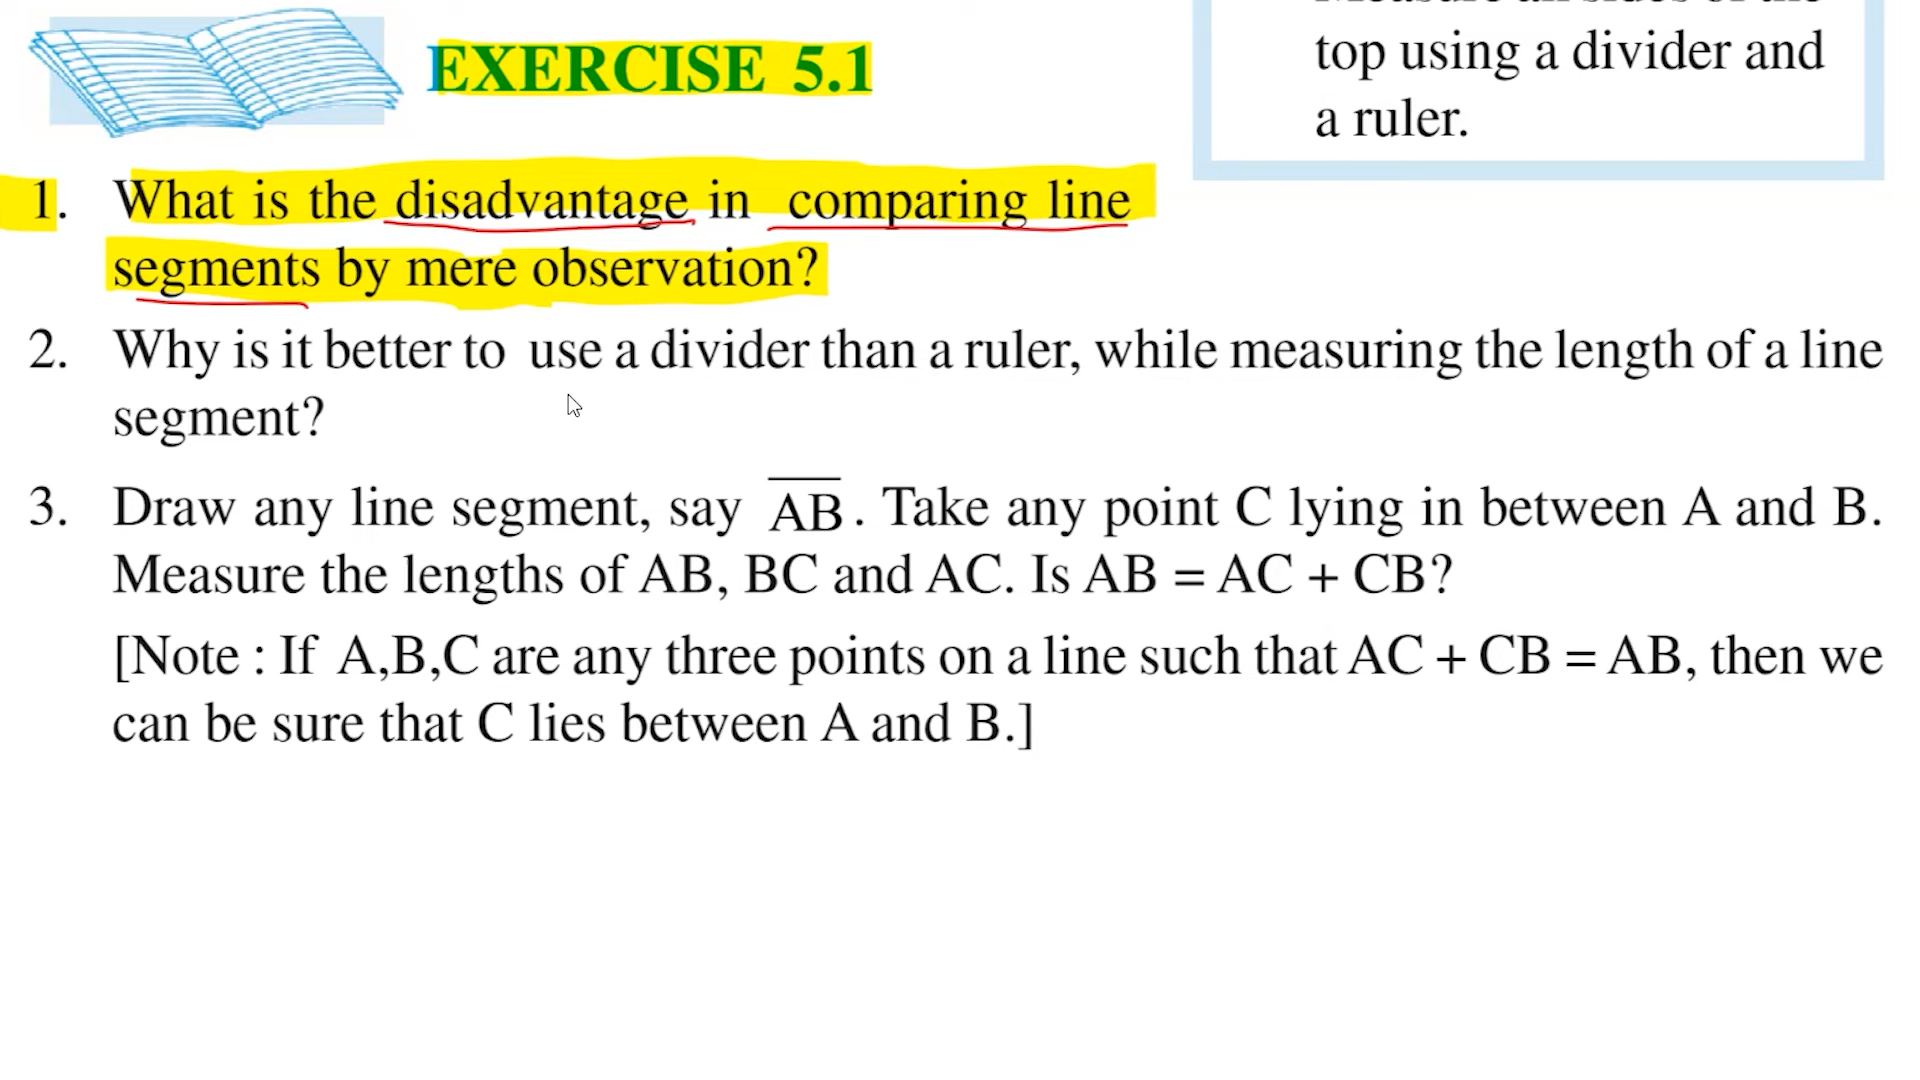 top using a divider and
a ruler.
EXERCISE 5.1
1. What is the disadvantage in comparing line
segments by mere observation?
2. Why is it better to use a divider than a ruler, while measuring the length of a line
segment?
3. Draw any line segment, say A̅B̅. Take any point C lying in between A and B.
Measure the lengths of AB, BC and AC. Is AB = AC + CB?
[Note : If A,B,C are any three points on a line such that AC + CB = AB, then we
can be sure that C lies between A and B.]